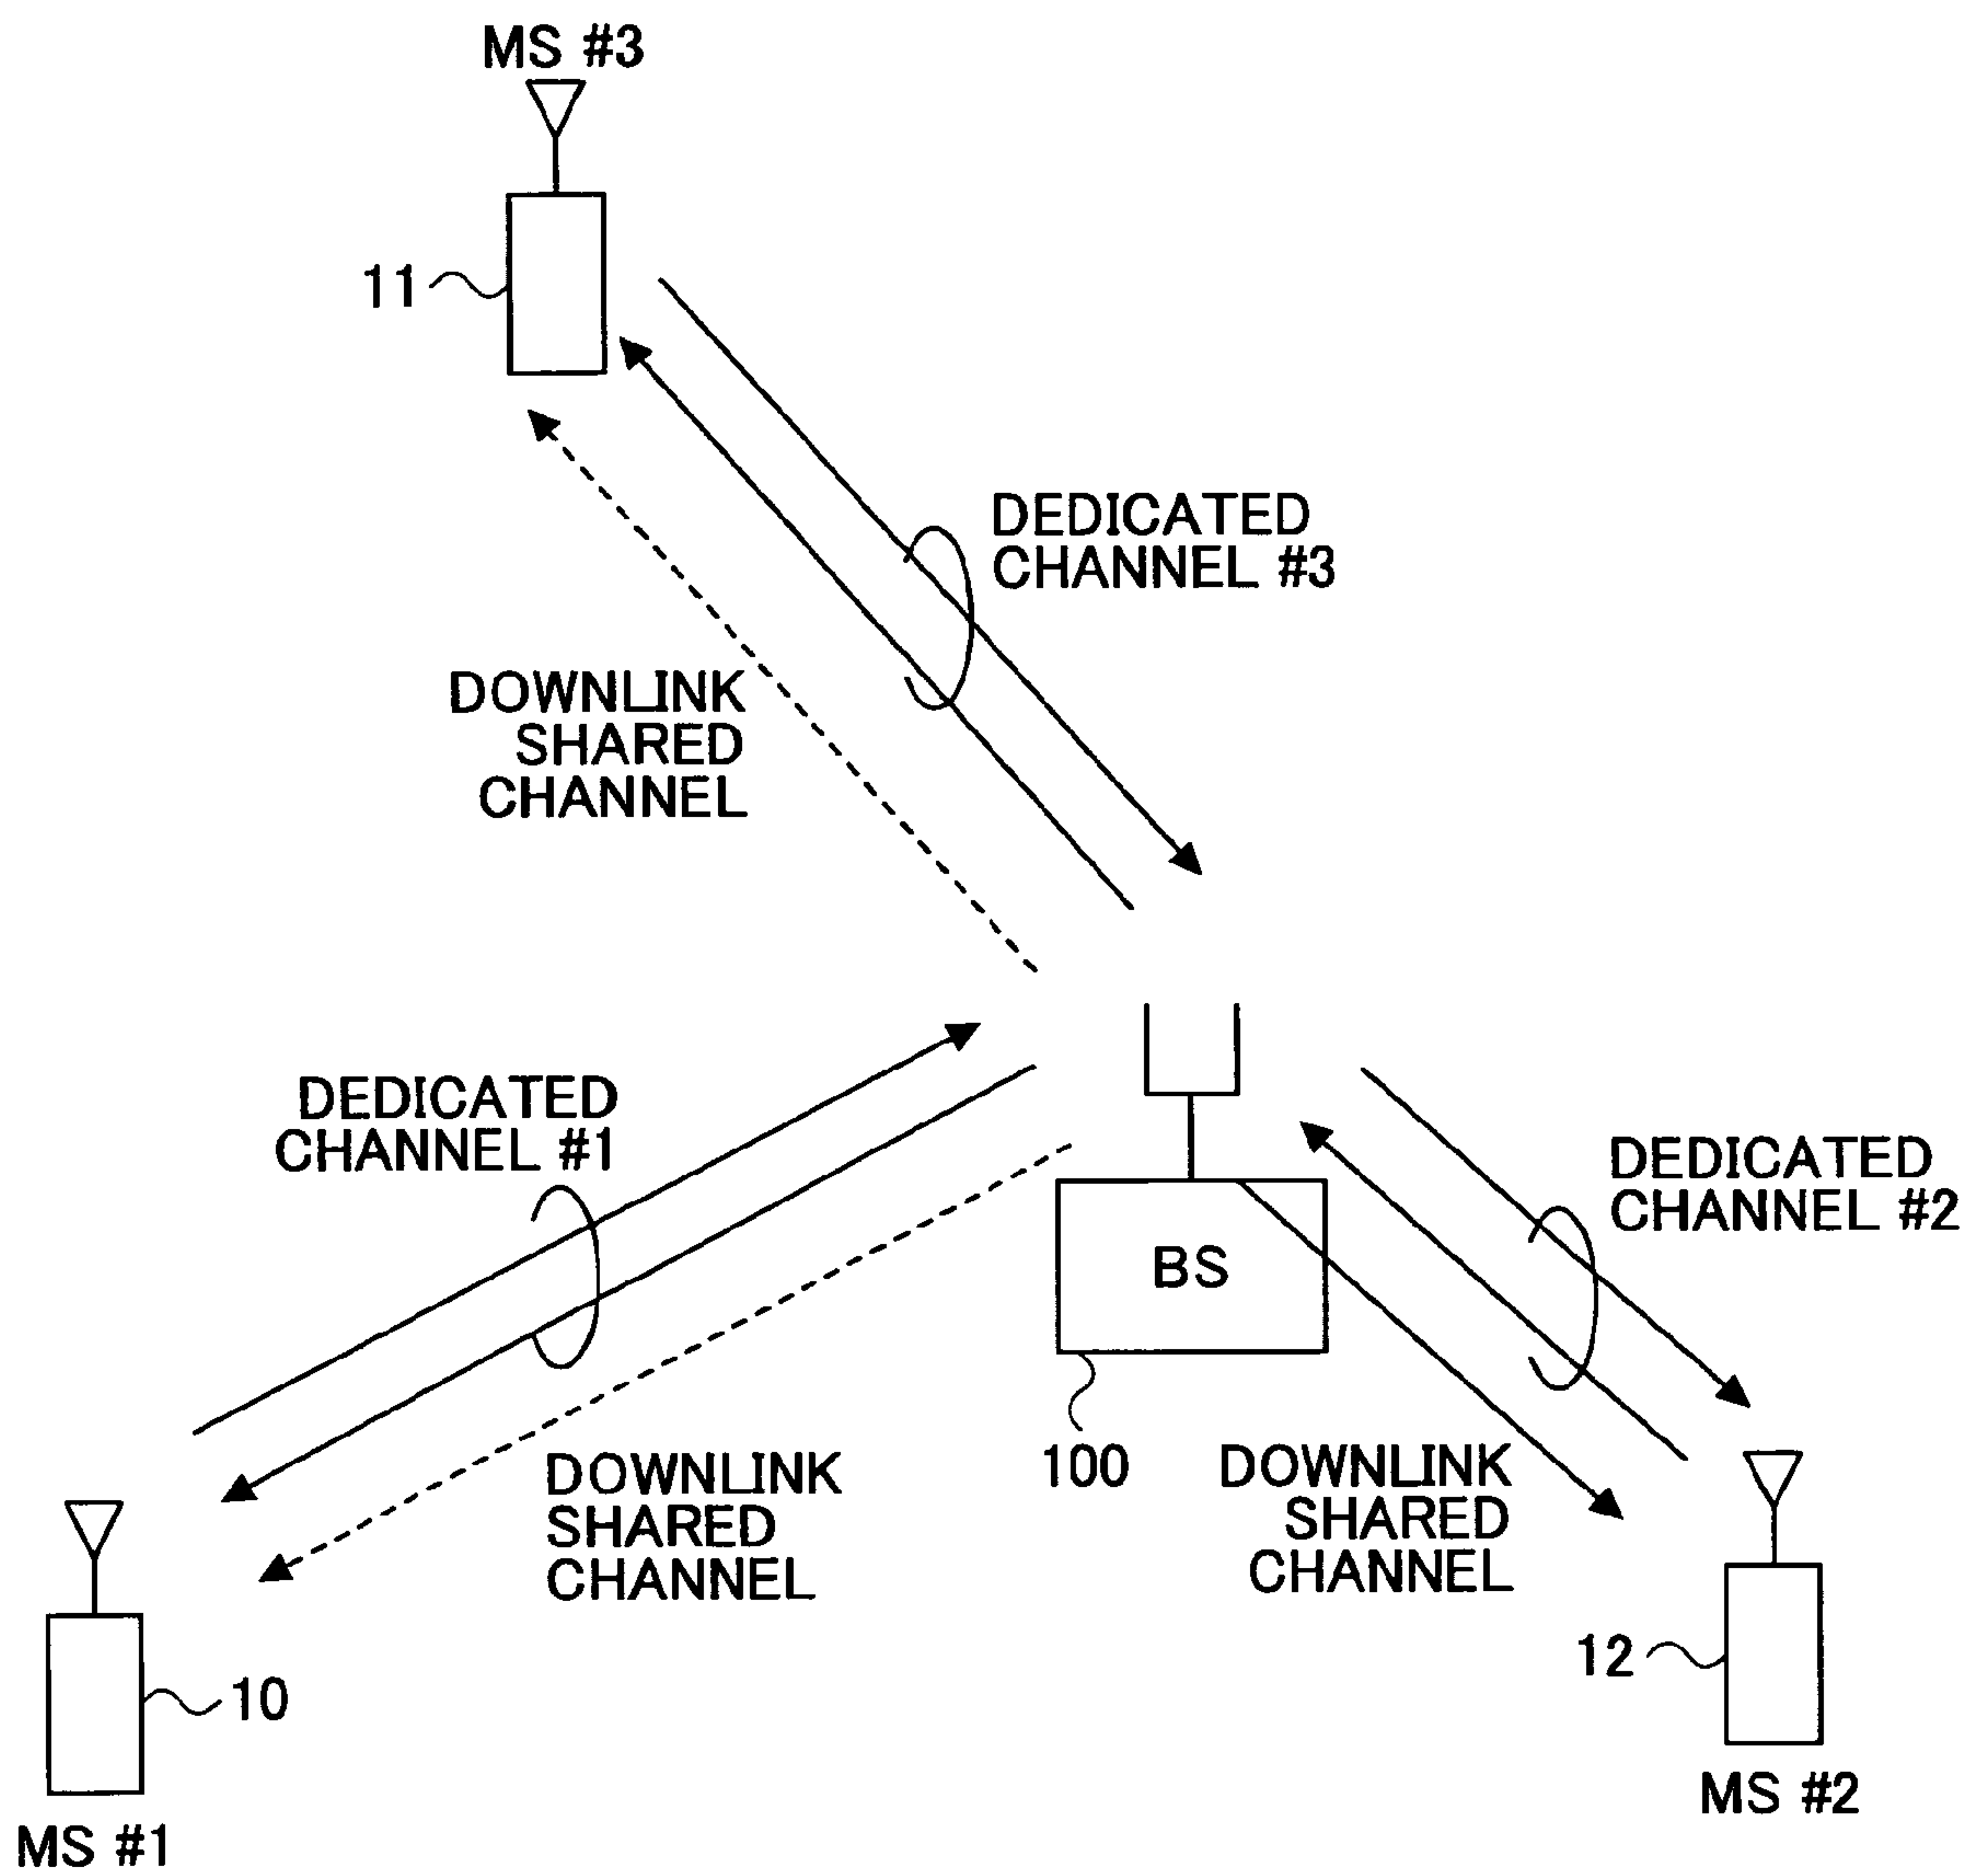 MS #3
11
DEDICATED
CHANNEL #3
DOWNLINK
SHARED
CHANNEL
DEDICATED
CHANNEL #1
DEDICATED
CHANNEL #2
BS
100
DOWNLINK
SHARED
CHANNEL
DOWNLINK
SHARED
CHANNEL
12
10
MS #2
MS #1